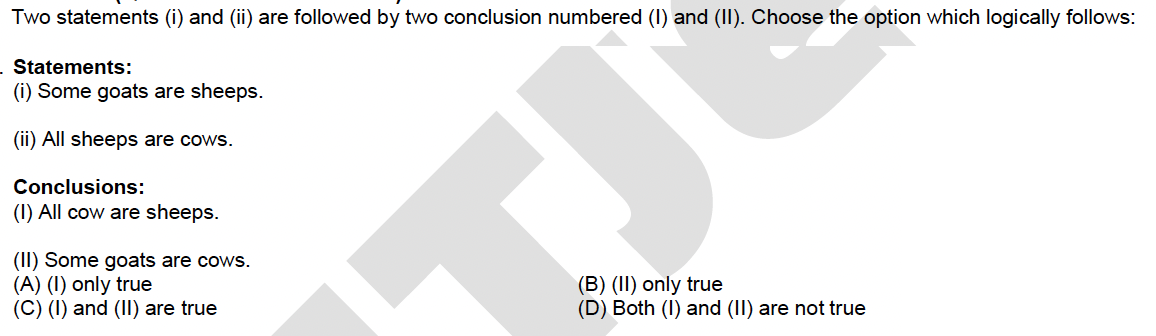 Two statements (i) and (ii) are followed by two conclusion numbered (I) and (II). Choose the option which logically follows:
Statements:
(i) Some goats are sheeps.
(ii) All sheeps are cows.
Conclusions:
(I) All cow are sheeps.
(II) Some goats are cows.
(A) (I) only true (B) (II) only true
(C) (I) and (II) are true (D) Both (I) and (II) are not true